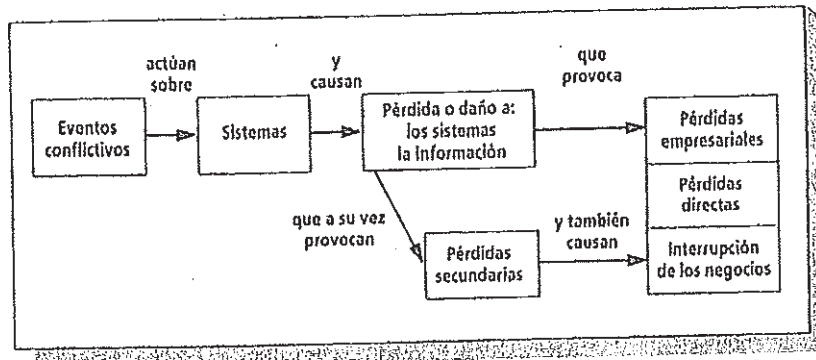 actúan
sobre
y
causan
que
provoca
Eventos
conflictivos
Sistemas
Pérdida o daño a:
los sistemas
la información
Pérdidas
empresariales
Pérdidas
directas
Interrupción
de los negocios
que a su vez
provocan
Pérdidas
secundarias
y también
causan